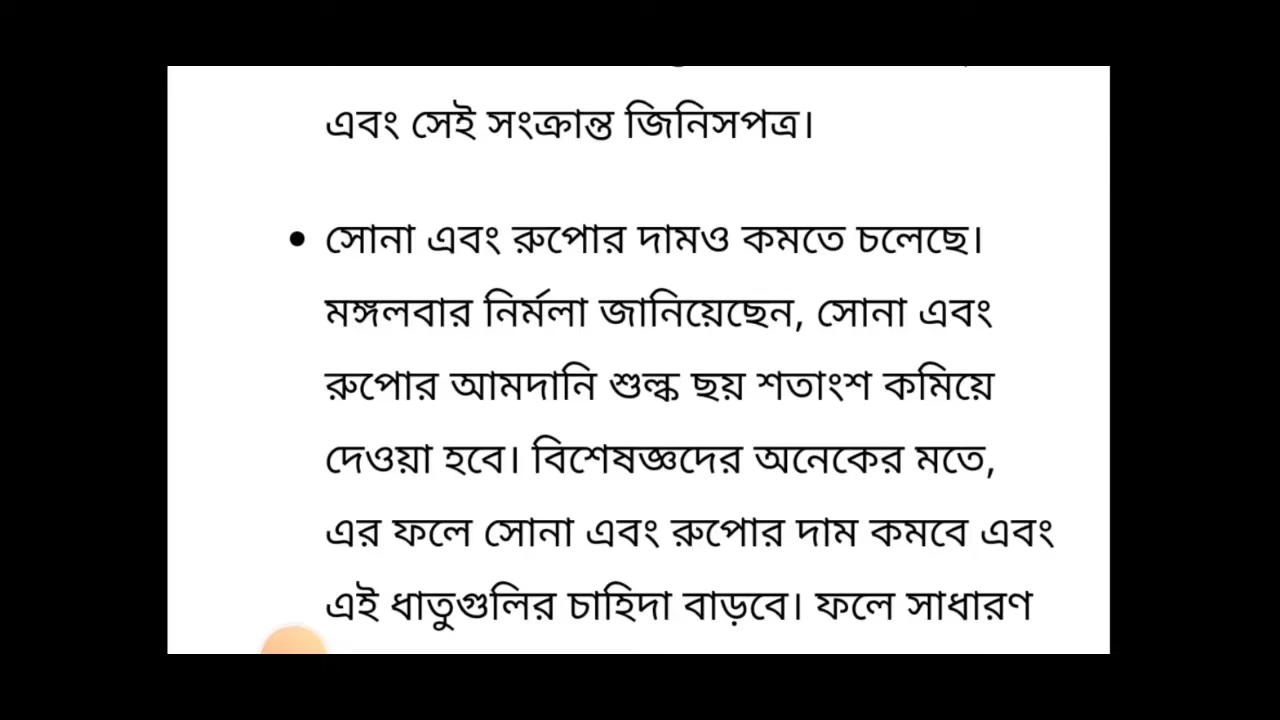 এবং সেই সংক্রান্ত জিনিসপত্র।
সোনা এবং রুপোর দামও কমতে চলেছে।
মঙ্গলবার নির্মলা জানিয়েছেন, সোনা এবং
রুপোর আমদানি শুল্ক ছয় শতাংশ কমিয়ে
দেওয়া হবে। বিশেষজ্ঞদের অনেকের মতে,
এর ফলে সোনা এবং রুপোর দাম কমবে এবং
এই ধাতুগুলির চাহিদা বাড়বে। ফলে সাধারণ